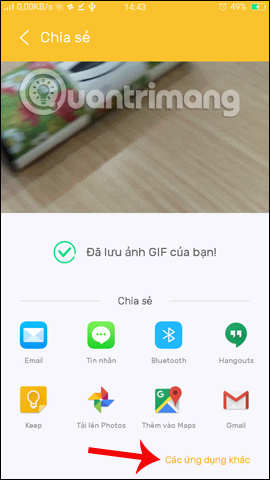 0,00KB/s 14:43 49%
Chia sẻ
Quantrimang
Đã lưu ảnh GIF của bạn!
Chia sẻ
Email Tin nhắn Bluetooth Hangouts
Keep Tải lên Photos Thêm vào Maps Gmail
Các ứng dụng khác